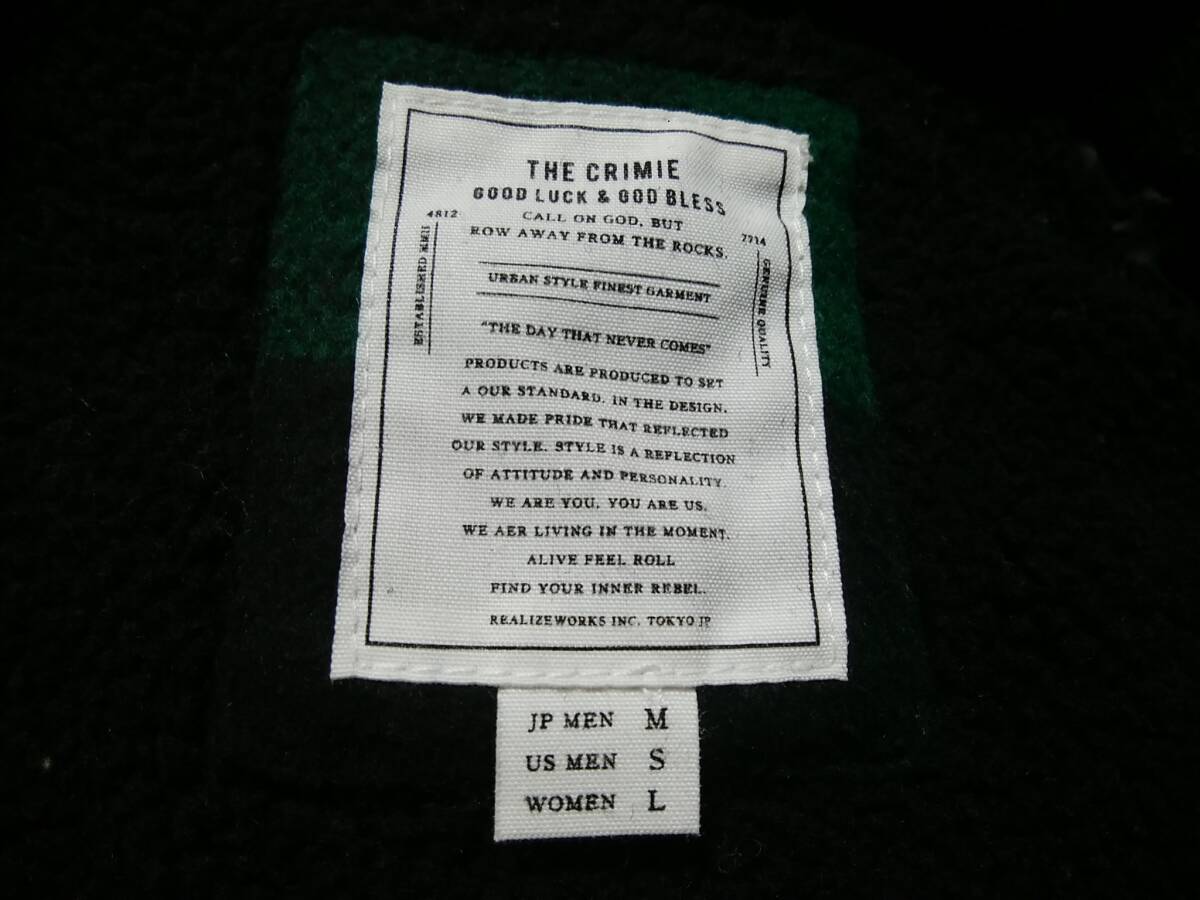 THE CRIMIE
GOOD LUCK & GOD BLESS
CALL ON GOD, BUT
ROW AWAY FROM THE ROCKS.
4812
7714
ESTABLISHED
GENUINE QUALITY
URBAN STYLE FINEST GARMENT
"THE DAY THAT NEVER COMES"
PRODUCTS ARE PRODUCED TO SET
A OUR STANDARD. IN THE DESIGN.
WE MADE PRIDE THAT REFLECTED
OUR STYLE. STYLE IS A REFLECTION
OF ATTITUDE AND PERSONALITY.
WE ARE YOU, YOU ARE US.
WE AER LIVING IN THE MOMENT.
ALIVE FEEL ROLL
FIND YOUR INNER REBEL.
REALIZEWORKS INC. TOKYO JP
JP MEN M
US MEN S
WOMEN L